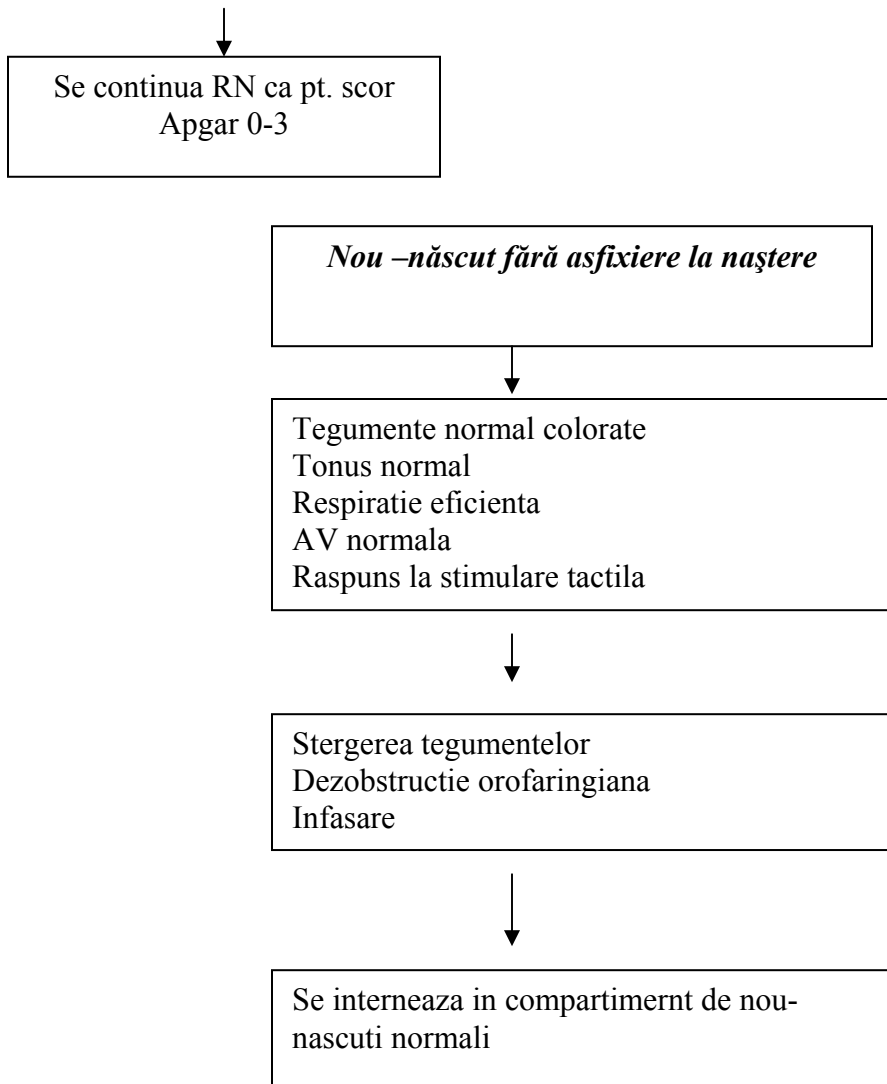 Se continua RN ca pt. scor
Apgar 0-3
Nou –născut fără asfixiere la naştere
Tegumente normal colorate
Tonus normal
Respiratie eficienta
AV normala
Raspuns la stimulare tactila
Stergerea tegumentelor
Dezobstructie orofaringiana
Infasare
Se interneaza in compartimernt de nou-
nascuti normali